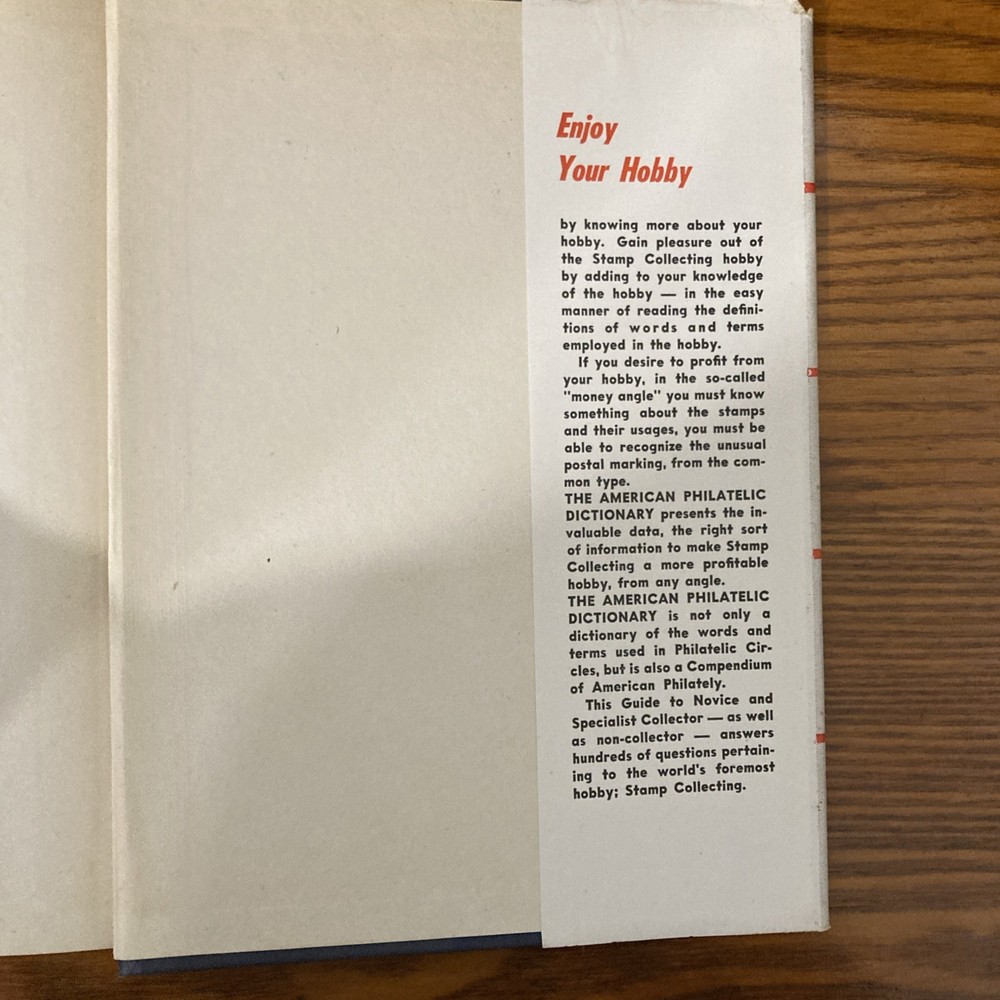 Enjoy
Your Hobby
by knowing more about your
hobby. Gain pleasure out of
the Stamp Collecting hobby
by adding to your knowledge
of the hobby — in the easy
manner of reading the defini-
tions of words and terms
employed in the hobby.
If you desire to profit from
your hobby, in the so-called
"money angle" you must know
something about the stamps
and their usages, you must be
able to recognize the unusual
postal marking, from the com-
mon type.
THE AMERICAN PHILATELIC
DICTIONARY presents the in-
valuable data, the right sort
of information to make Stamp
Collecting a more profitable
hobby, from any angle.
THE AMERICAN PHILATELIC
DICTIONARY is not only a
dictionary of the words and
terms used in Philatelic Cir-
cles, but is also a Compendium
of American Philately.
This Guide to Novice and
Specialist Collector — as well
as non-collector — answers
hundreds of questions pertain-
ing to the world's foremost
hobby; Stamp Collecting.